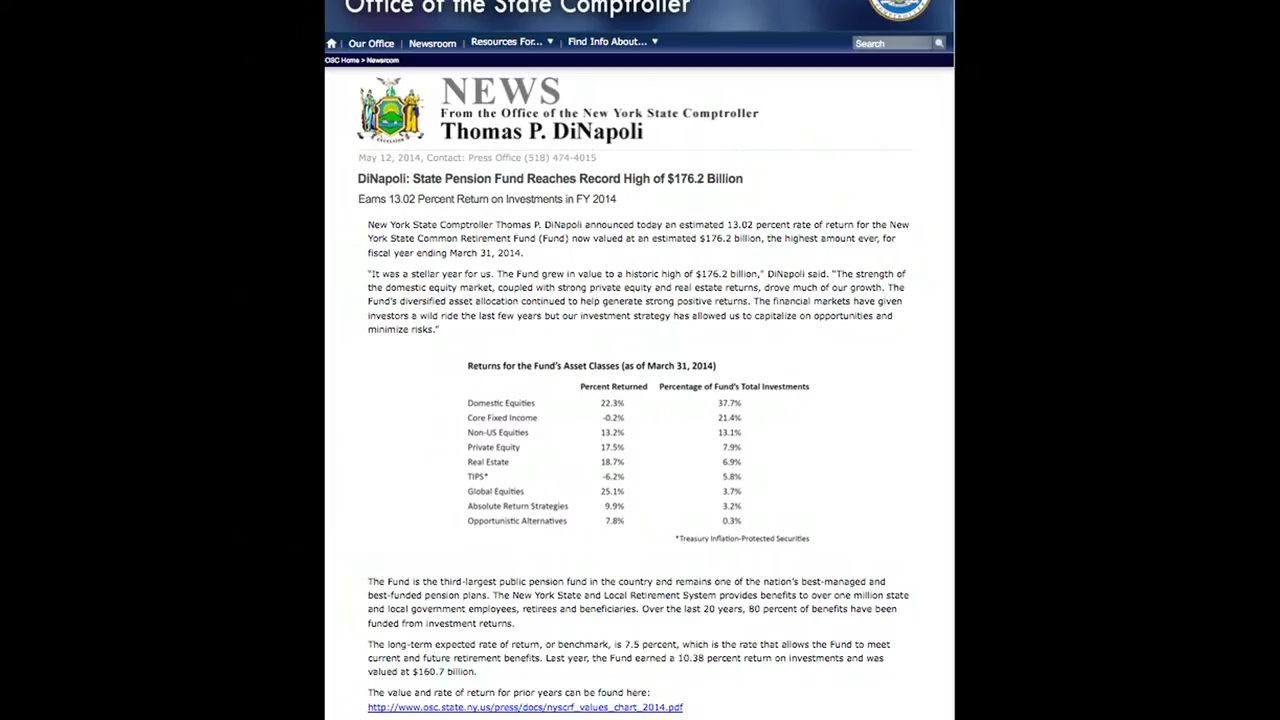 Office of the State Comptroller
Our Office | Newsroom | Resources For... ▼ | Find Info About... ▼ Search
OSC Home > Newsroom
NEWS
From the Office of the New York State Comptroller
Thomas P. DiNapoli
May 12, 2014, Contact: Press Office (518) 474-4015
DiNapoli: State Pension Fund Reaches Record High of $176.2 Billion
Earns 13.02 Percent Return on Investments in FY 2014
New York State Comptroller Thomas P. DiNapoli announced today an estimated 13.02 percent rate of return for the New
York State Common Retirement Fund (Fund) now valued at an estimated $176.2 billion, the highest amount ever, for
fiscal year ending March 31, 2014.
"It was a stellar year for us. The Fund grew in value to a historic high of $176.2 billion," DiNapoli said. "The strength of
the domestic equity market, coupled with strong private equity and real estate returns, drove much of our growth. The
Fund's diversified asset allocation continued to help generate strong positive returns. The financial markets have given
investors a wild ride the last few years but our investment strategy has allowed us to capitalize on opportunities and
minimize risks."
Returns for the Fund's Asset Classes (as of March 31, 2014)
Percent Returned Percentage of Fund's Total Investments
Domestic Equities 22.3% 37.7%
Core Fixed Income -0.2% 21.4%
Non-US Equities 13.2% 13.1%
Private Equity 17.5% 7.9%
Real Estate 18.7% 6.9%
TIPS* -6.2% 5.8%
Global Equities 25.1% 3.7%
Absolute Return Strategies 9.9% 3.2%
Opportunistic Alternatives 7.8% 0.3%
*Treasury Inflation-Protected Securities
The Fund is the third-largest public pension fund in the country and remains one of the nation's best-managed and
best-funded pension plans. The New York State and Local Retirement System provides benefits to over one million state
and local government employees, retirees and beneficiaries. Over the last 20 years, 80 percent of benefits have been
funded from investment returns.
The long-term expected rate of return, or benchmark, is 7.5 percent, which is the rate that allows the Fund to meet
current and future retirement benefits. Last year, the Fund earned a 10.38 percent return on investments and was
valued at $160.7 billion.
The value and rate of return for prior years can be found here:
http://www.osc.state.ny.us/press/docs/nyscrf_values_chart_2014.pdf